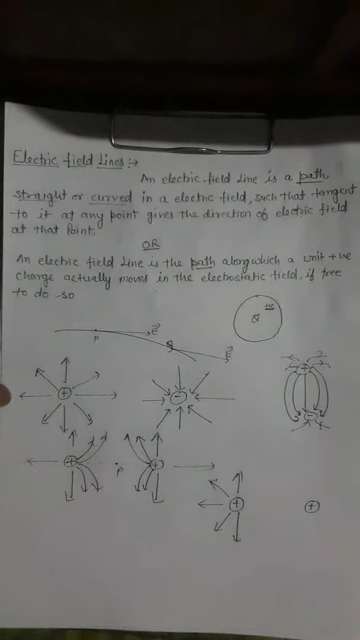 Electric field lines :→
An electric field line is a path,
straight or curved in a electric field, such that tangent
to it at any point gives the direction of electric field
at that point.
OR
An electric field line is the path along which a unit +ve
charge actually moves in the electrostatic field, if free
to do so
P
E
Q
E
+
-
+
-
+
P
+
+
+